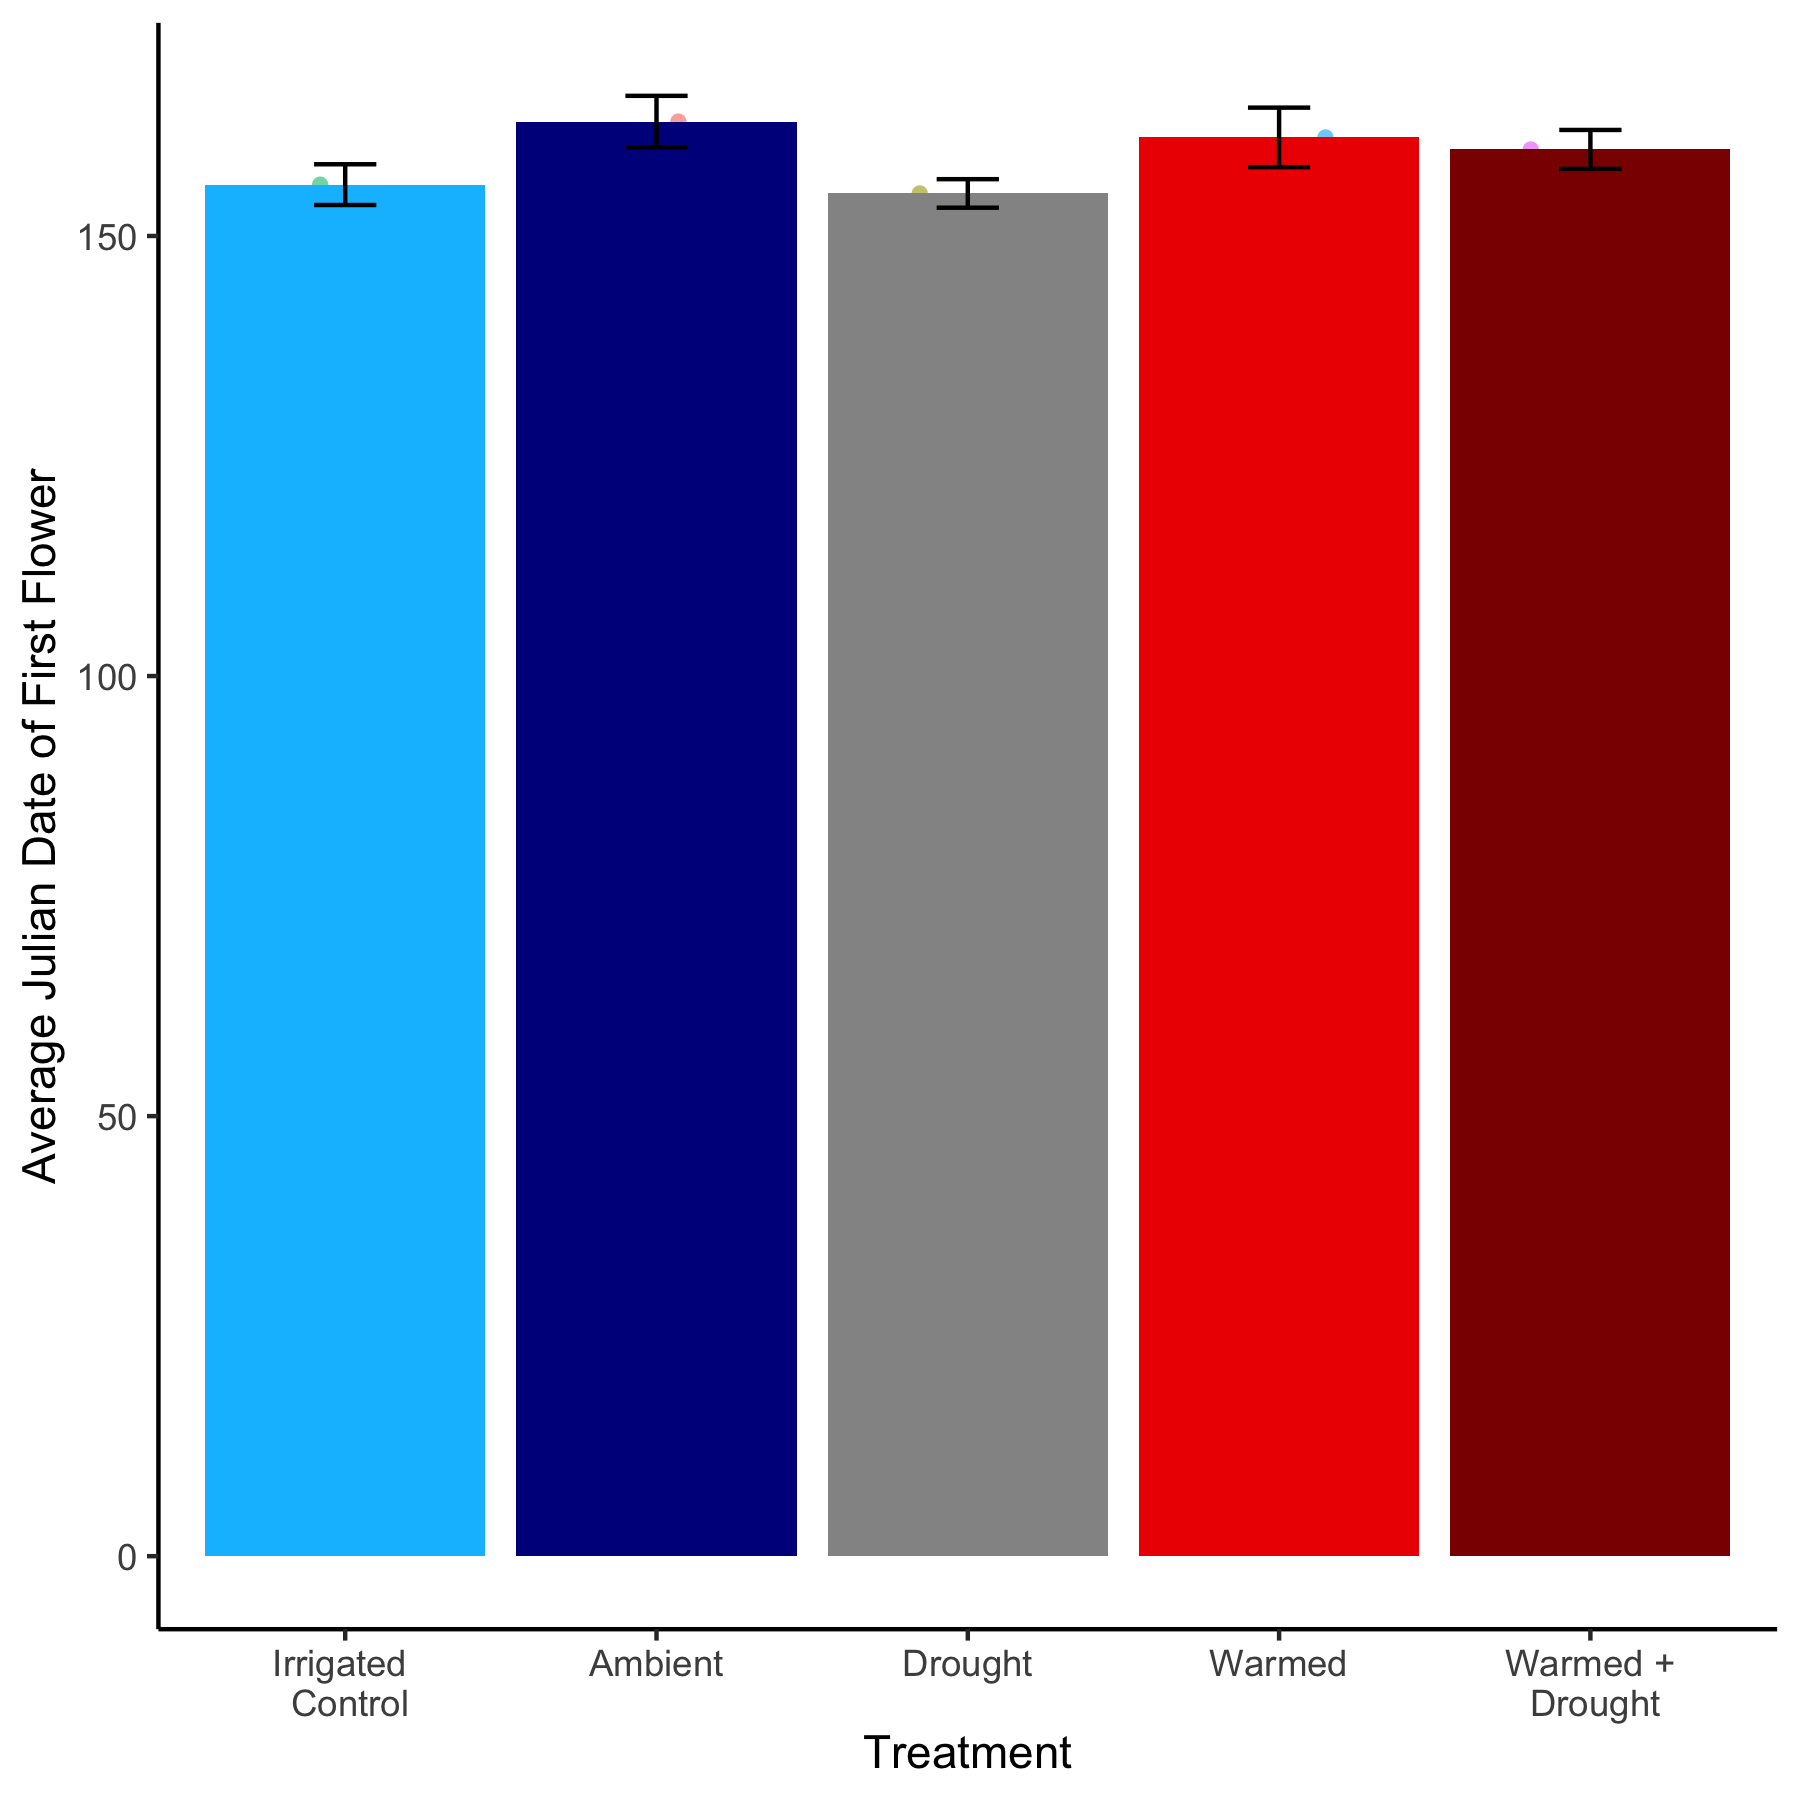 Average Julian Date of First Flower
150
100
50
0
Irrigated
Control
Ambient
Drought
Warmed
Warmed +
Drought
Treatment